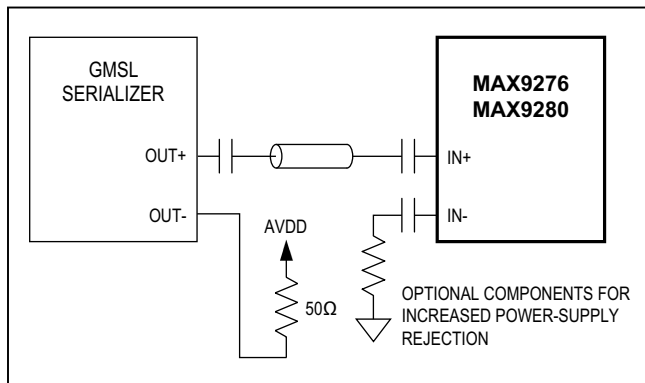 GMSL
SERIALIZER
MAX9276
MAX9280
OUT+
IN+
OUT-
AVDD
IN-
50Ω
OPTIONAL COMPONENTS FOR
INCREASED POWER-SUPPLY
REJECTION